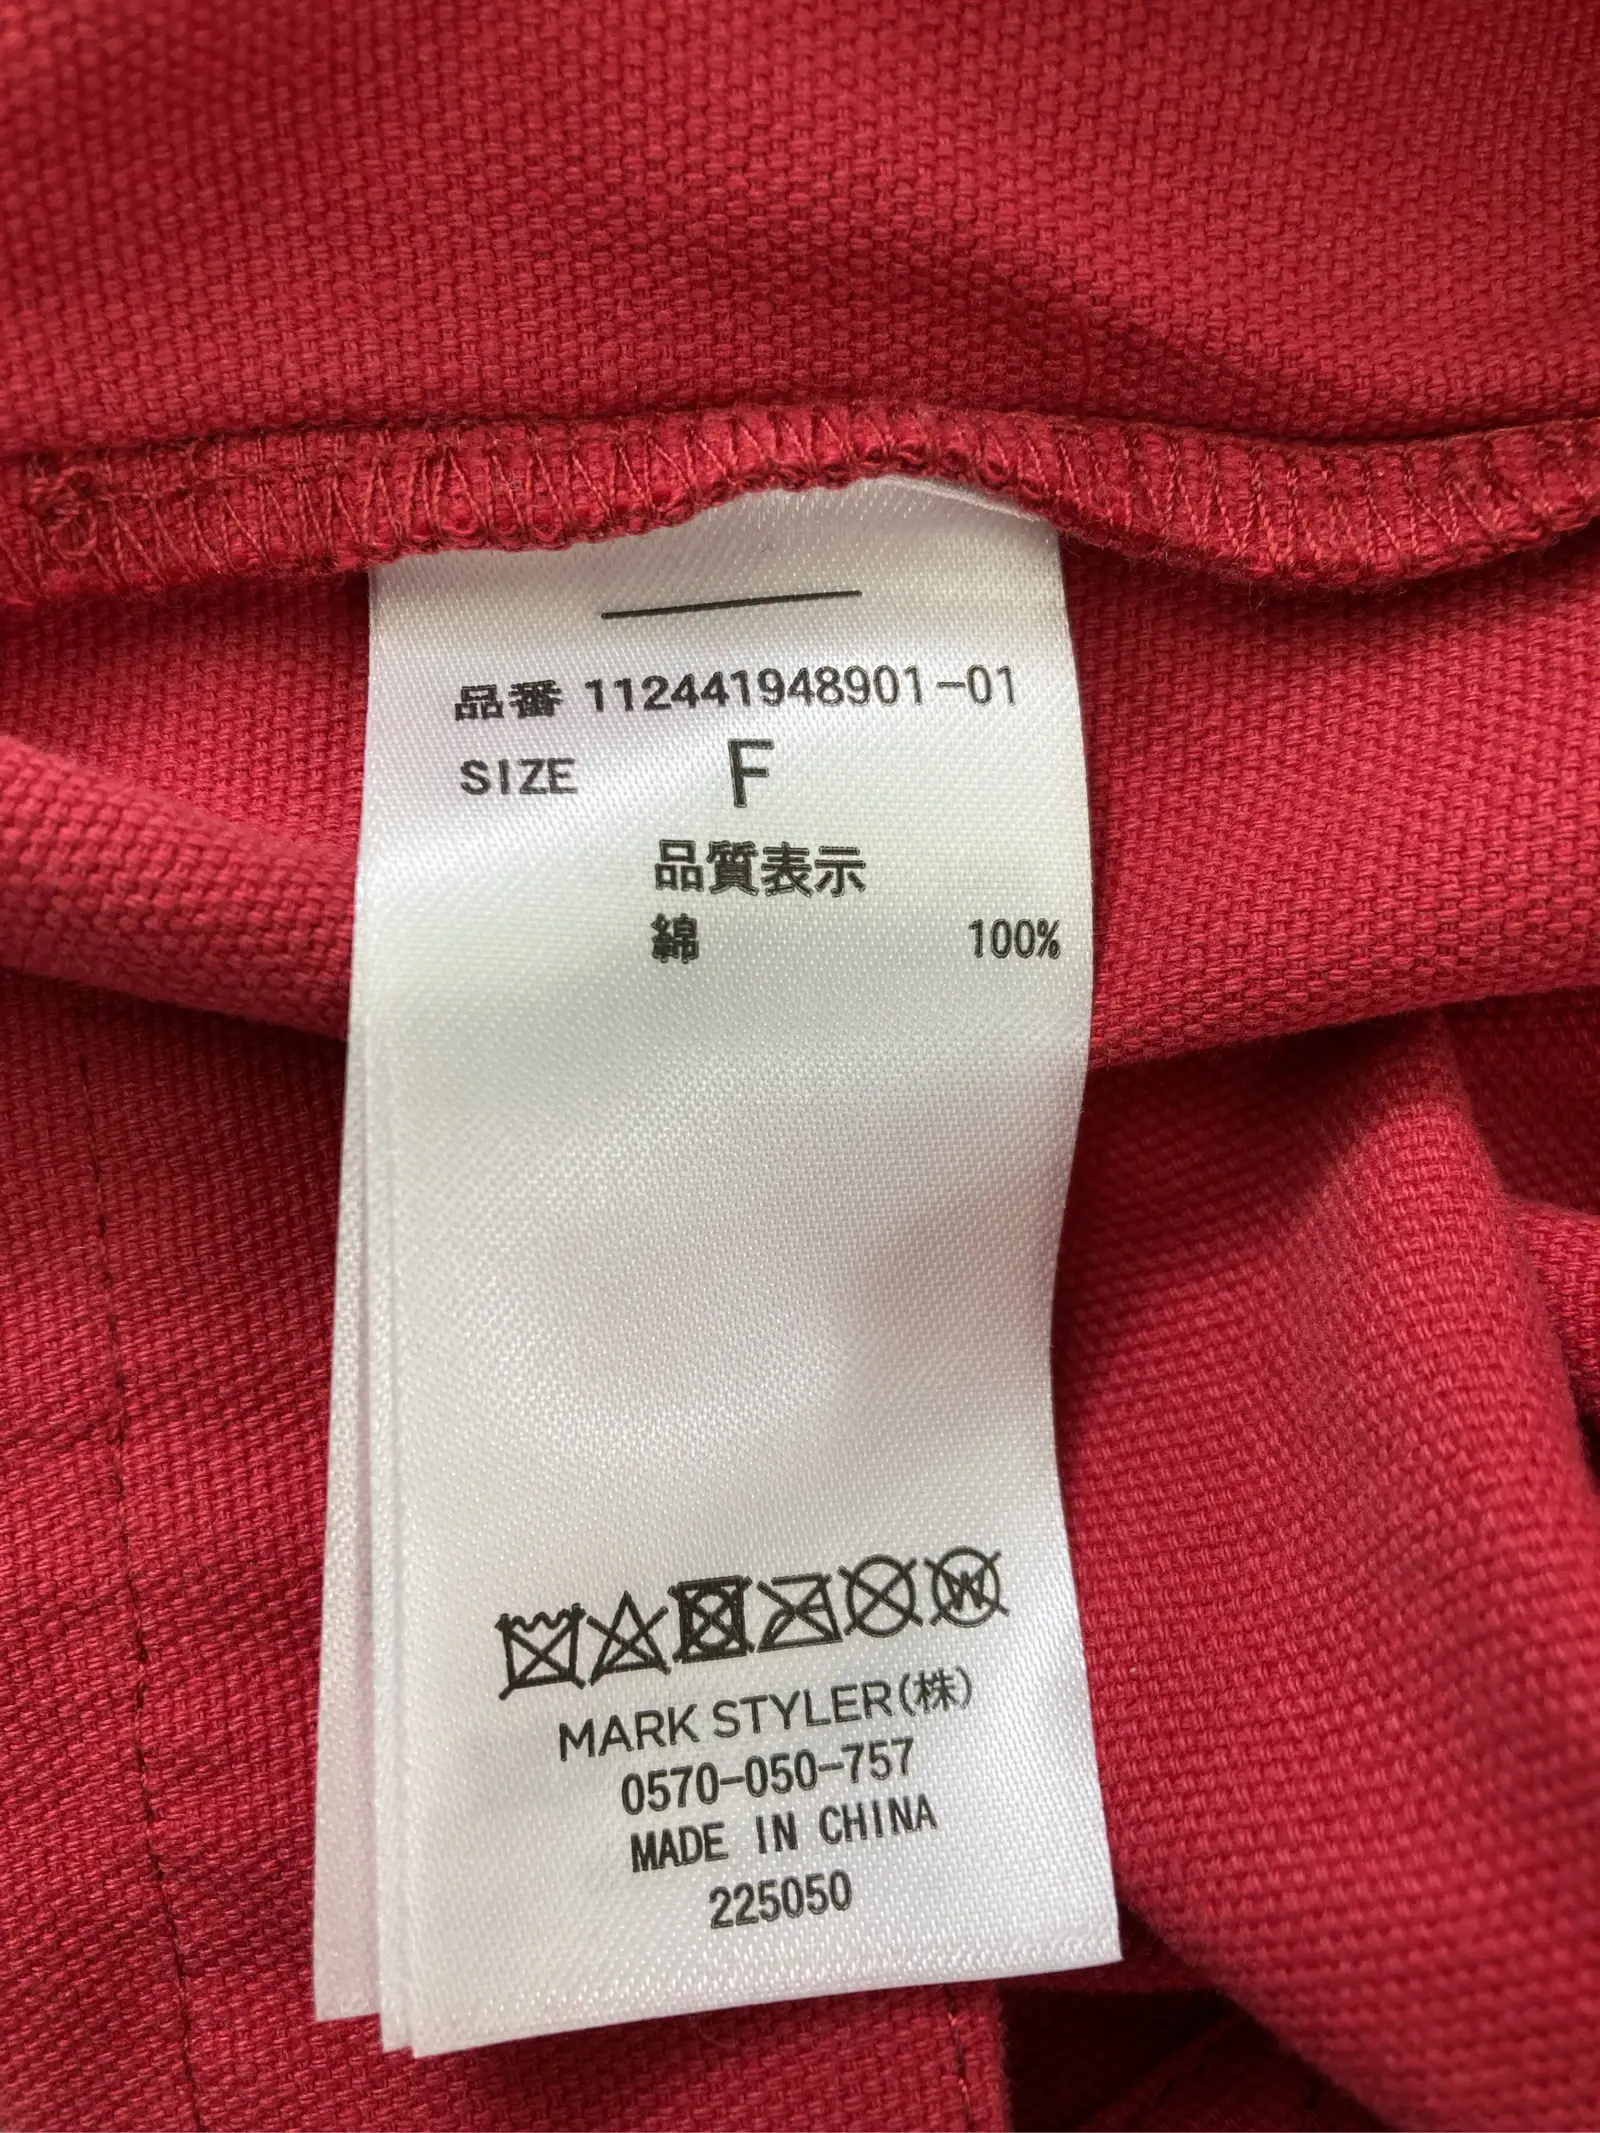 品番 112441948901-01
SIZE F
品質表示
綿 100%
W
MARK STYLER(株)
0570-050-757
MADE IN CHINA
225050